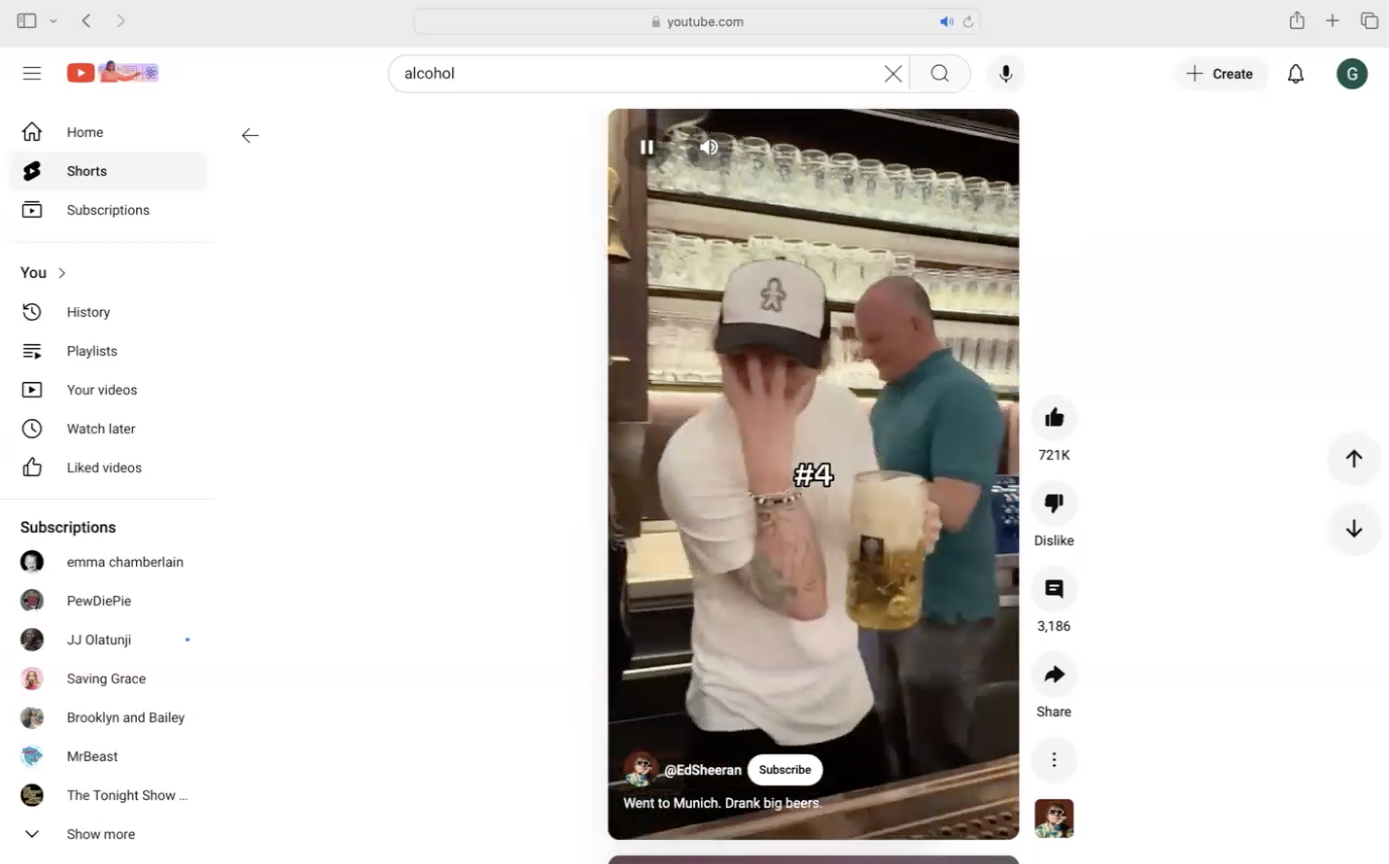 youtube.com
alcohol
Create
G
Home
Shorts
Subscriptions
You
History
Playlists
Your videos
Watch later
Liked videos
Subscriptions
emma chamberlain
PewDiePie
JJ Olatunji
Saving Grace
Brooklyn and Bailey
MrBeast
The Tonight Show ...
Show more
#4
@EdSheeran
Subscribe
Went to Munich. Drank big beers.
721K
Dislike
3,186
Share